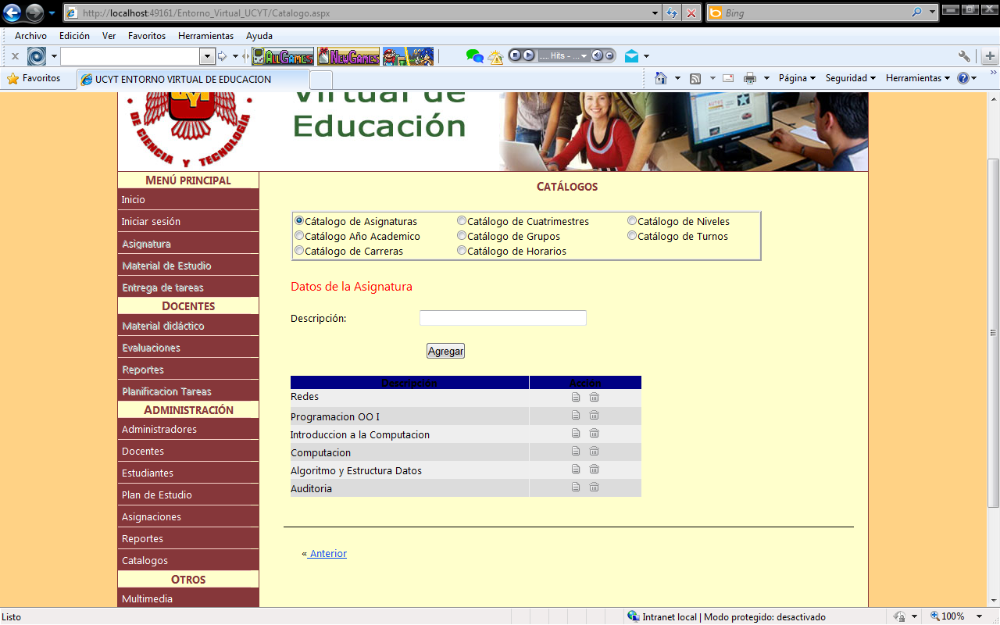 http://localhost:49161/Entorno_Virtual_UCYT/Catalogo.aspx
Bing
Archivo Edición Ver Favoritos Herramientas Ayuda
ALLGAMES NEWGAMES ..... Hits - ...
Favoritos UCYT ENTORNO VIRTUAL DE EDUCACION Página Seguridad Herramientas
Virtual de
Educación
DE CIENCIA Y TECNOLOGÍA
MENÚ PRINCIPAL
Inicio
Iniciar sesión
Asignatura
Material de Estudio
Entrega de tareas
DOCENTES
Material didáctico
Evaluaciones
Reportes
Planificacion Tareas
ADMINISTRACIÓN
Administradores
Docentes
Estudiantes
Plan de Estudio
Asignaciones
Reportes
Catalogos
OTROS
Multimedia
CATÁLOGOS
Cátalogo de Asignaturas Catálogo de Cuatrimestres Catálogo de Niveles
Catálogo Año Academico Catálogo de Grupos Catálogo de Turnos
Catálogo de Carreras Catálogo de Horarios
Datos de la Asignatura
Descripción:
Agregar
Descripción Acción
Redes
Programacion OO I
Introduccion a la Computacion
Computacion
Algoritmo y Estructura Datos
Auditoria
« Anterior
Listo Intranet local | Modo protegido: desactivado 100%